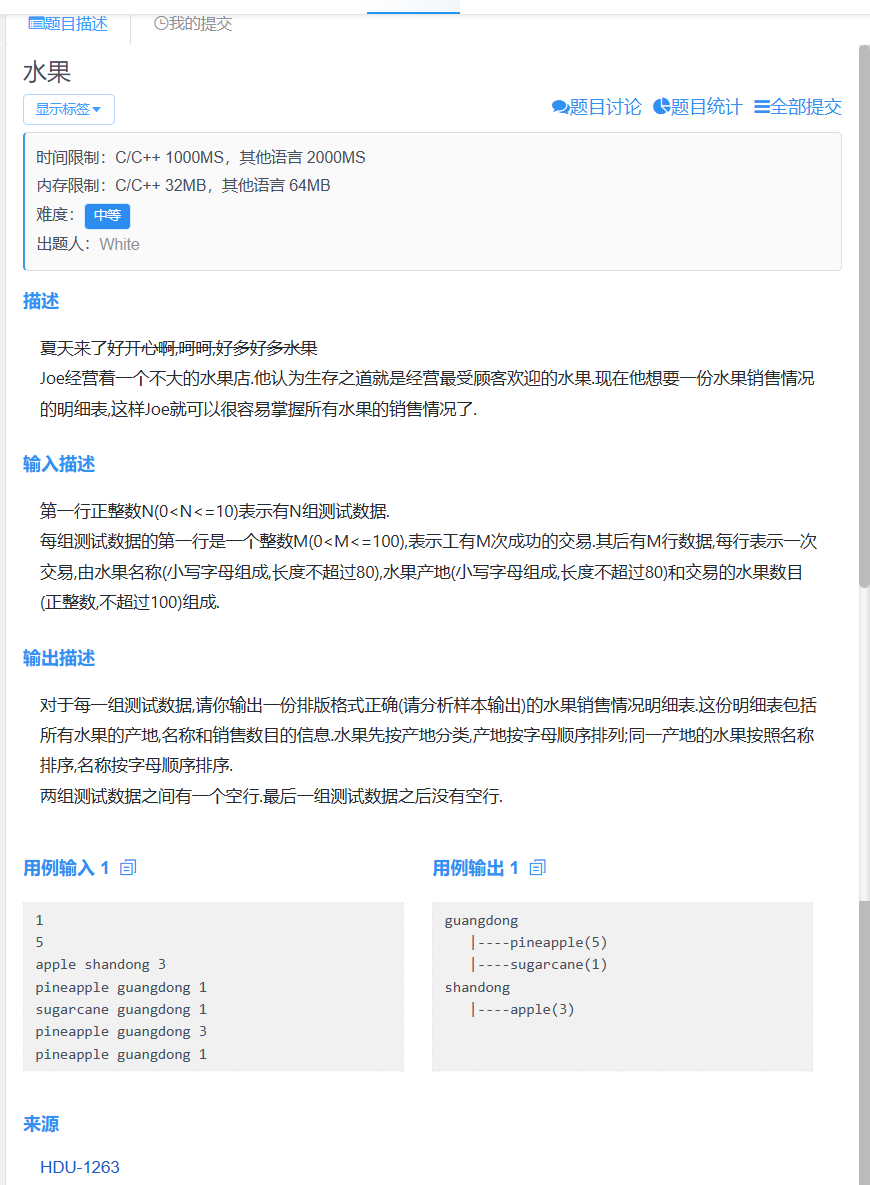 题目描述 我的提交
水果
显示标签
题目讨论 题目统计 全部提交
时间限制：C/C++ 1000MS，其他语言 2000MS
内存限制：C/C++ 32MB，其他语言 64MB
难度：中等
出题人：White
描述
夏天来了好开心啊,呵呵,好多好多水果
Joe经营着一个不大的水果店.他认为生存之道就是经营最受顾客欢迎的水果.现在他想要一份水果销售情况
的明细表,这样Joe就可以很容易掌握所有水果的销售情况了.
输入描述
第一行正整数N(0<N<=10)表示有N组测试数据.
每组测试数据的第一行是一个整数M(0<M<=100),表示工有M次成功的交易.其后有M行数据,每行表示一次
交易,由水果名称(小写字母组成,长度不超过80),水果产地(小写字母组成,长度不超过80)和交易的水果数目
(正整数,不超过100)组成.
输出描述
对于每一组测试数据,请你输出一份排版格式正确(请分析样本输出)的水果销售情况明细表.这份明细表包括
所有水果的产地,名称和销售数目的信息.水果先按产地分类,产地按字母顺序排列;同一产地的水果按照名称
排序,名称按字母顺序排序.
两组测试数据之间有一个空行.最后一组测试数据之后没有空行.
用例输入 1
1
5
apple shandong 3
pineapple guangdong 1
sugarcane guangdong 1
pineapple guangdong 3
pineapple guangdong 1
用例输出 1
guangdong
   |----pineapple(5)
   |----sugarcane(1)
shandong
   |----apple(3)
来源
HDU-1263